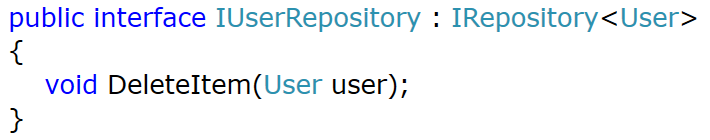 public interface IUserRepository : IRepository<User>
{
    void DeleteItem(User user);
}